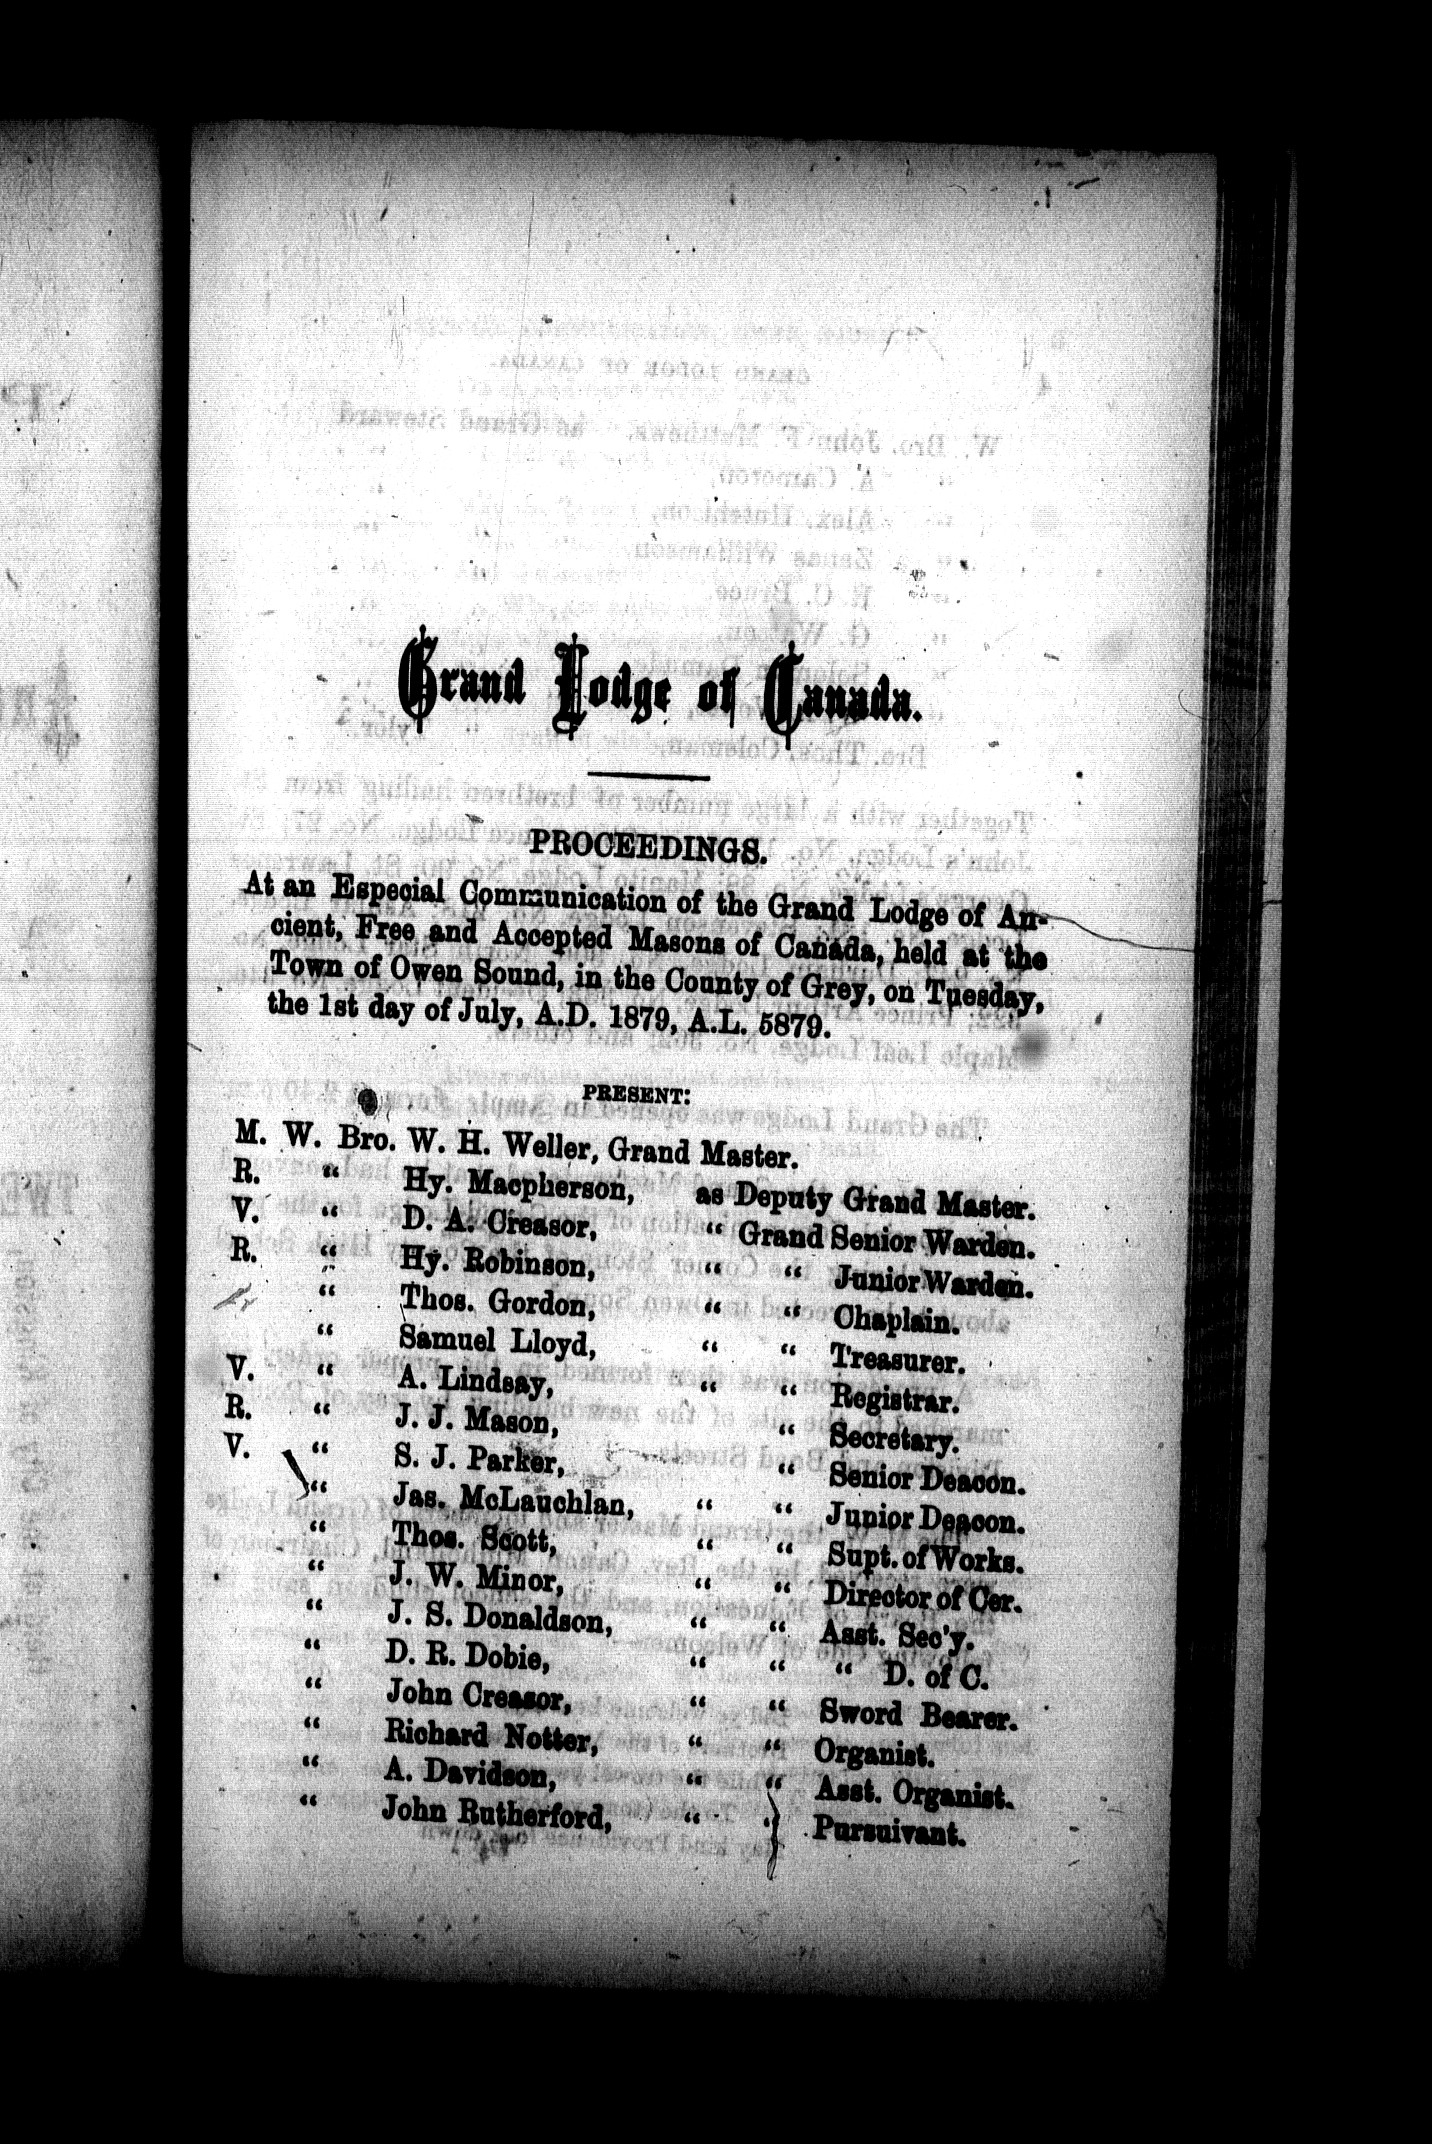 Grand Lodge of Canada.
PROCEEDINGS.
At an Especial Communication of the Grand Lodge of An-
cient, Free and Accepted Masons of Canada, held at the
Town of Owen Sound, in the County of Grey, on Tuesday,
the 1st day of July, A.D. 1879, A.L. 5879.
PRESENT:
M. W. Bro. W. H. Weller, Grand Master.
R. “ Hy. Macpherson, as Deputy Grand Master.
V. “ D. A. Creasor, “ Grand Senior Warden.
R. “ Hy. Robinson, “ “ Junior Warden.
“ Thos. Gordon, “ “ Chaplain.
“ Samuel Lloyd, “ “ Treasurer.
V. “ A. Lindsay, “ “ Registrar.
R. “ J. J. Mason, “ Secretary.
V. “ S. J. Parker, “ Senior Deacon.
“ Jas. McLauchlan, “ “ Junior Deacon.
“ Thos. Scott, “ “ Supt. of Works.
“ J. W. Minor, “ “ Director of Cer.
“ J. S. Donaldson, “ “ Asst. Sec'y.
“ D. R. Dobie, “ “ “ D. of C.
“ John Creasor, “ “ Sword Bearer.
“ Richard Notter, “ “ Organist.
“ A. Davidson, “ “ Asst. Organist.
“ John Rutherford, “ “ Pursuivant.